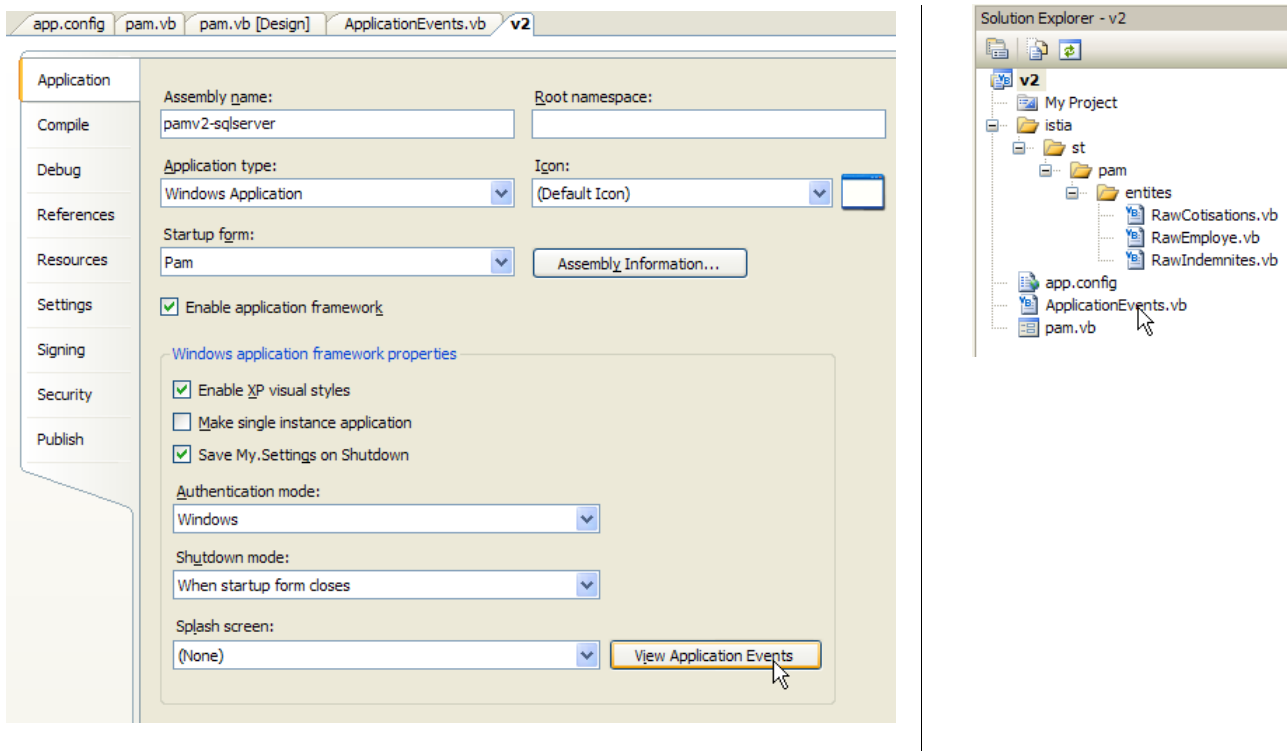 app.config pam.vb pam.vb [Design] ApplicationEvents.vb v2
Application
Compile
Debug
References
Resources
Settings
Signing
Security
Publish
Assembly name: Root namespace:
pamv2-sqlserver
Application type: Icon:
Windows Application (Default Icon)
Startup form:
Pam Assembly Information...
Enable application framework
Windows application framework properties
Enable XP visual styles
Make single instance application
Save My.Settings on Shutdown
Authentication mode:
Windows
Shutdown mode:
When startup form closes
Splash screen:
(None) View Application Events
Solution Explorer - v2
v2
My Project
istia
st
pam
entites
RawCotisations.vb
RawEmploye.vb
RawIndemnites.vb
app.config
ApplicationEvents.vb
pam.vb